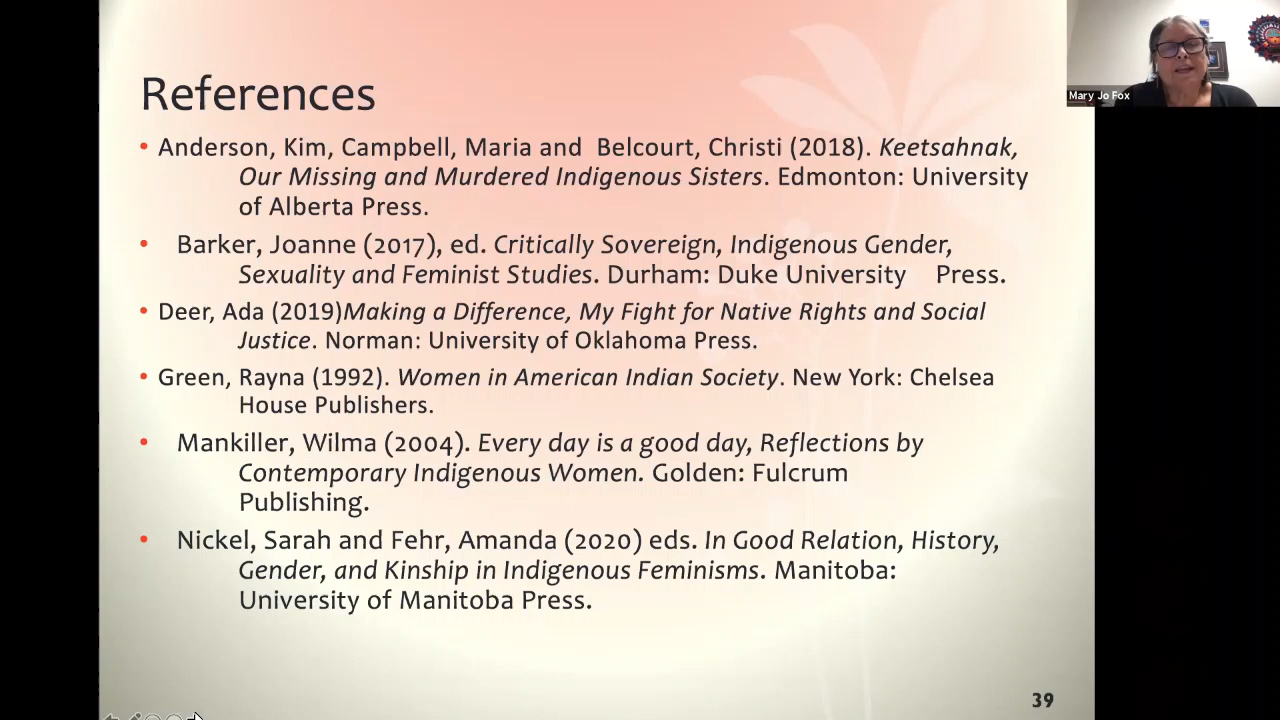 References
• Anderson, Kim, Campbell, Maria and Belcourt, Christi (2018). Keetsahnak,
Our Missing and Murdered Indigenous Sisters. Edmonton: University
of Alberta Press.
• Barker, Joanne (2017), ed. Critically Sovereign, Indigenous Gender,
Sexuality and Feminist Studies. Durham: Duke University Press.
• Deer, Ada (2019)Making a Difference, My Fight for Native Rights and Social
Justice. Norman: University of Oklahoma Press.
• Green, Rayna (1992). Women in American Indian Society. New York: Chelsea
House Publishers.
• Mankiller, Wilma (2004). Every day is a good day, Reflections by
Contemporary Indigenous Women. Golden: Fulcrum
Publishing.
• Nickel, Sarah and Fehr, Amanda (2020) eds. In Good Relation, History,
Gender, and Kinship in Indigenous Feminisms. Manitoba:
University of Manitoba Press.
39
Mary Jo Fox